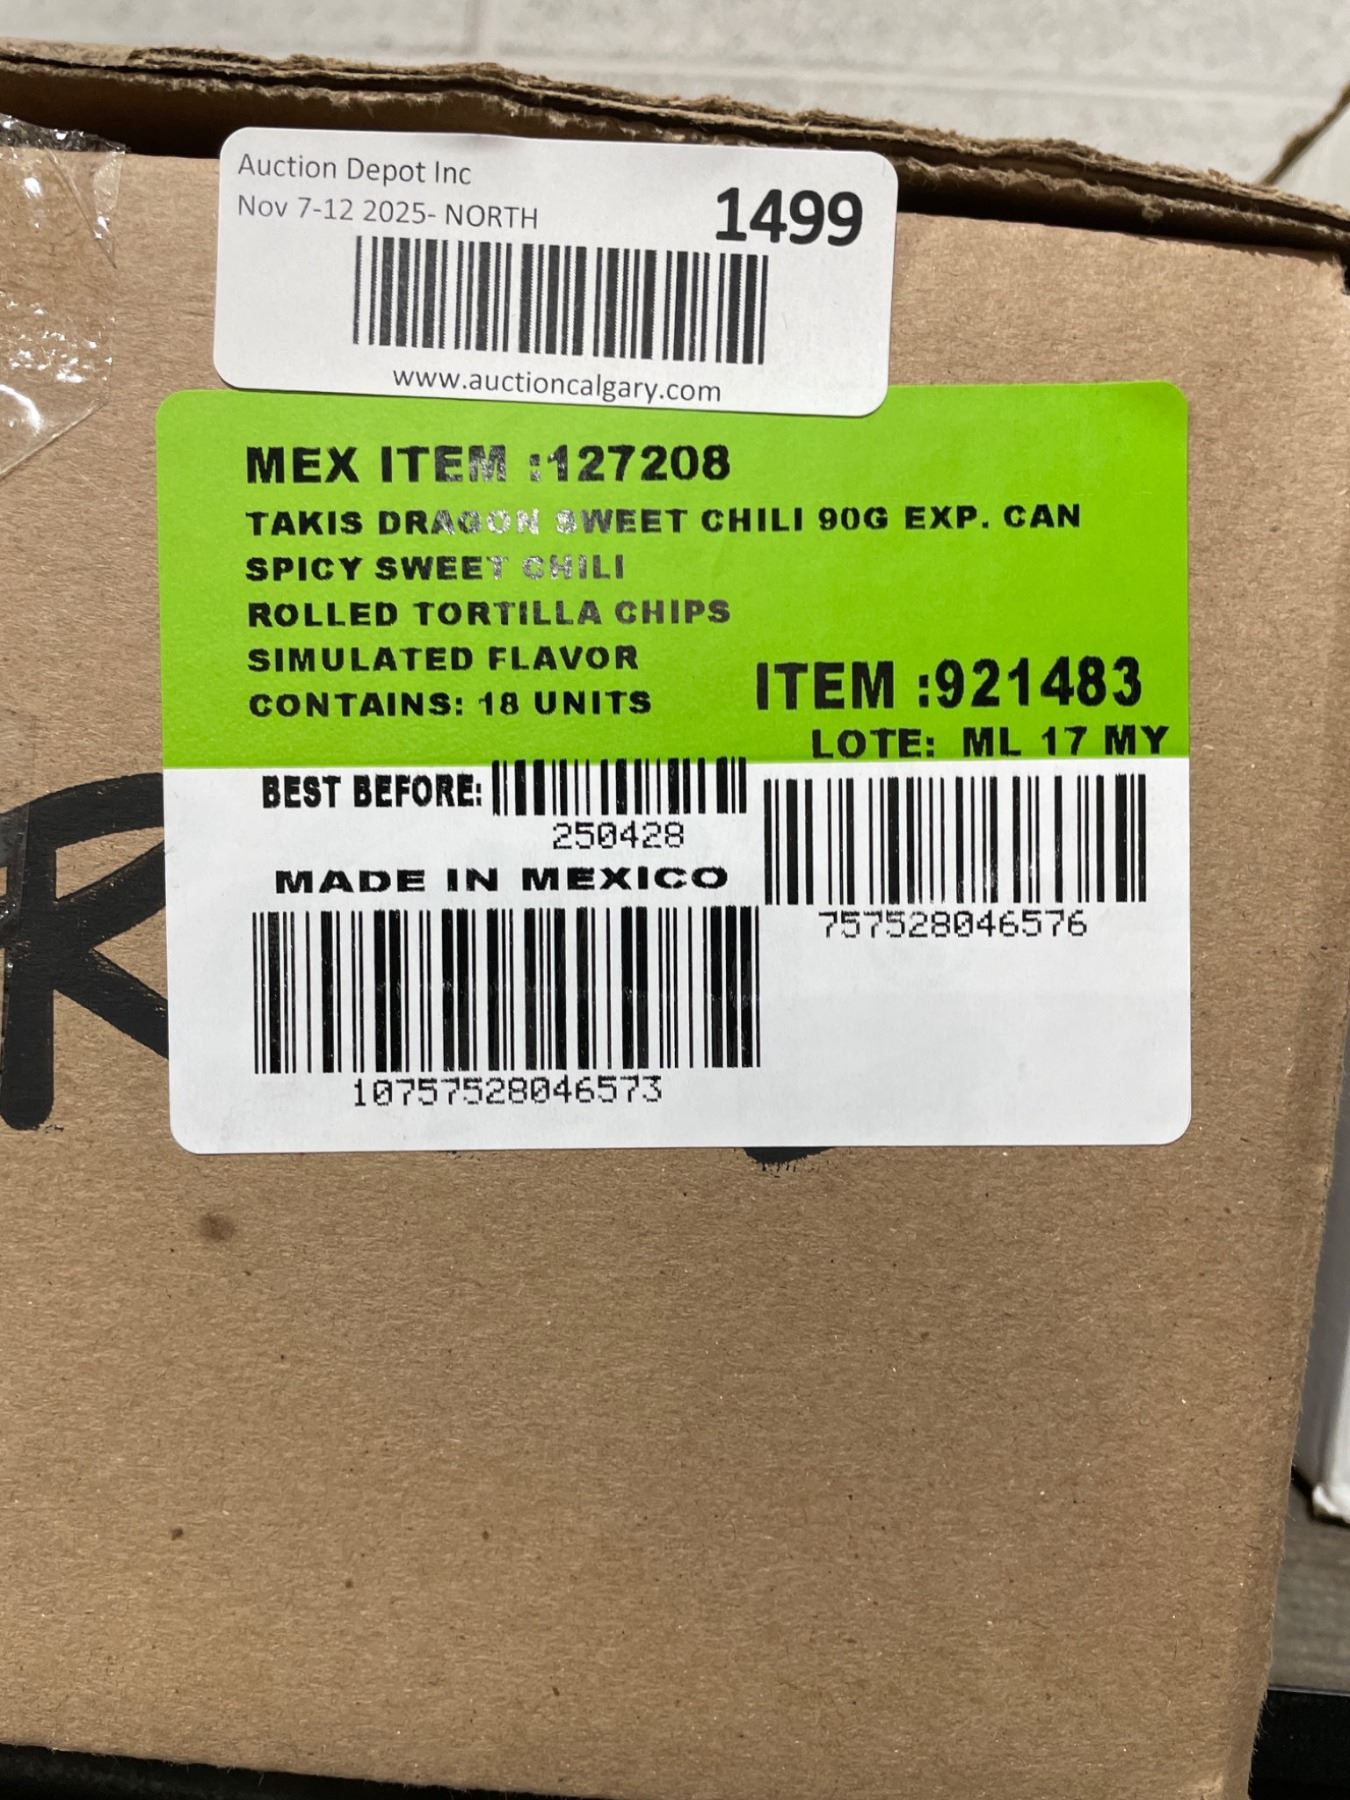 Auction Depot Inc
Nov 7-12 2025- NORTH
1499
www.auctioncalgary.com
MEX ITEM :127208
TAKIS DRAGON SWEET CHILI 90G EXP. CAN
SPICY SWEET CHILI
ROLLED TORTILLA CHIPS
SIMULATED FLAVOR
CONTAINS: 18 UNITS
ITEM :921483
LOTE: ML 17 MY
BEST BEFORE:
250428
MADE IN MEXICO
757528046576
10757528046573